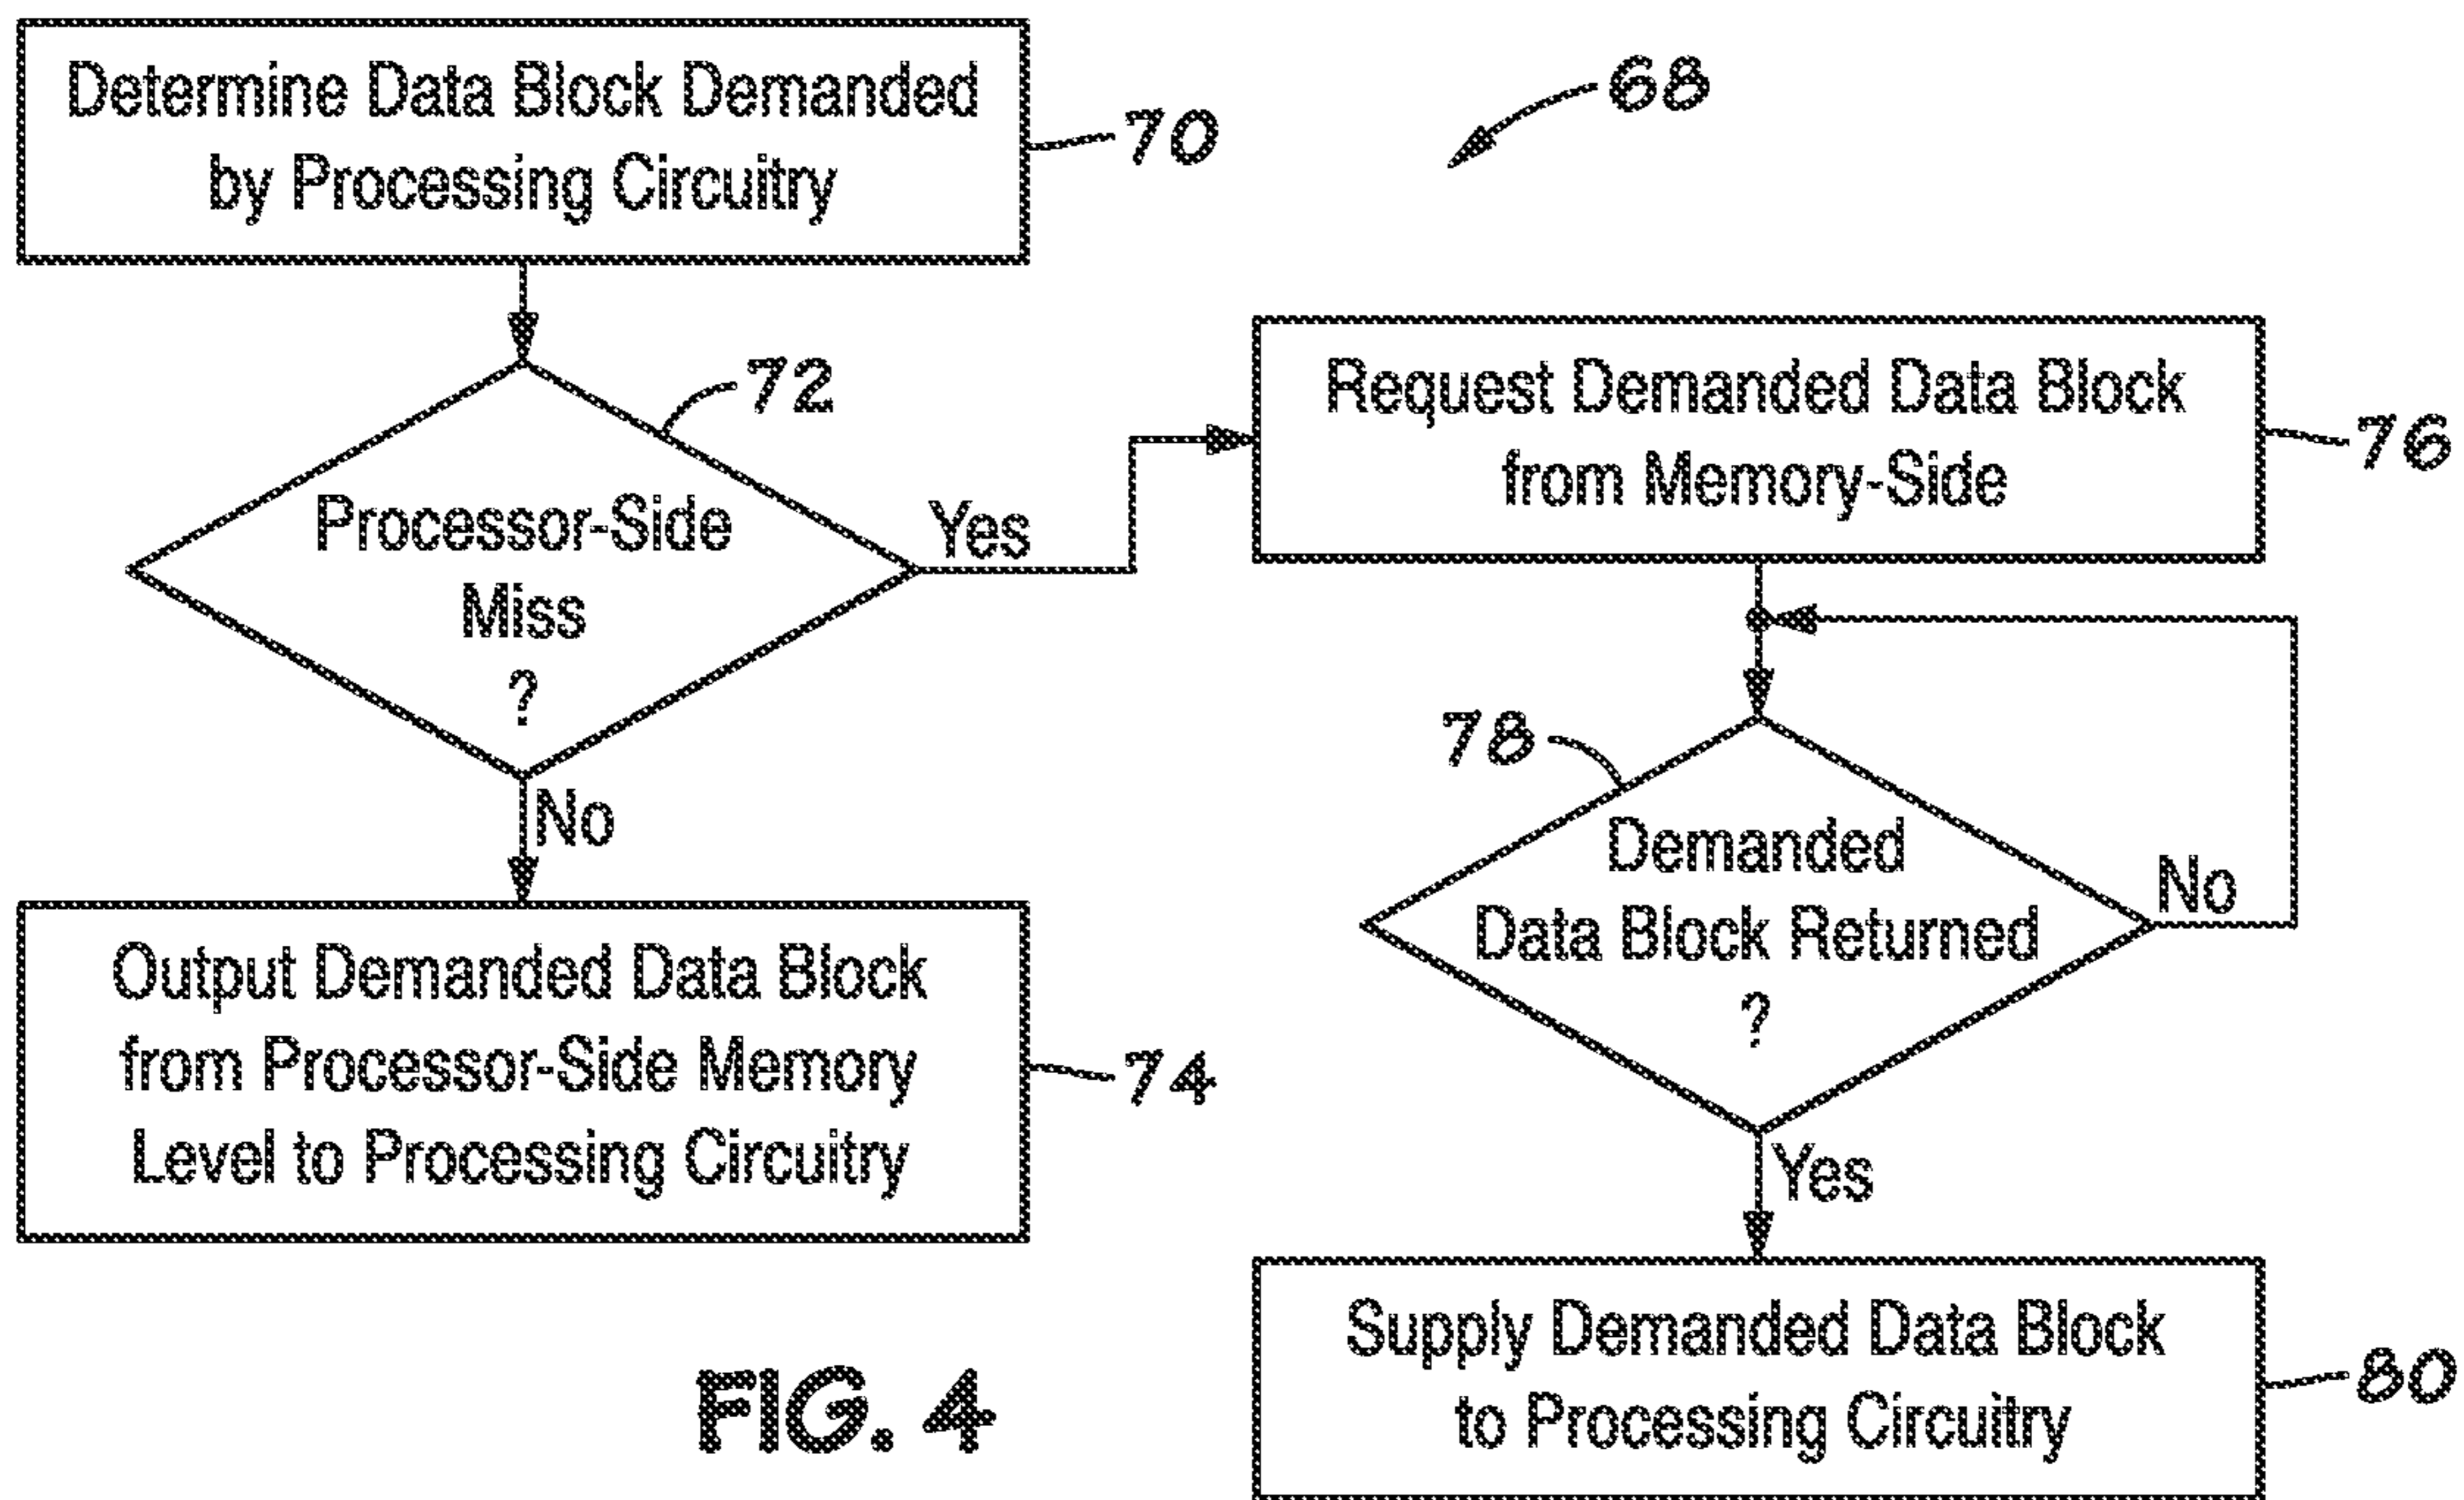 Determine Data Block Demanded
by Processing Circuitry
70
68
72
Processor-Side
Miss
?
Yes
No
Output Demanded Data Block
from Processor-Side Memory
Level to Processing Circuitry
74
Request Demanded Data Block
from Memory-Side
76
78
Demanded
Data Block Returned
?
No
Yes
Supply Demanded Data Block
to Processing Circuitry
80
FIG. 4